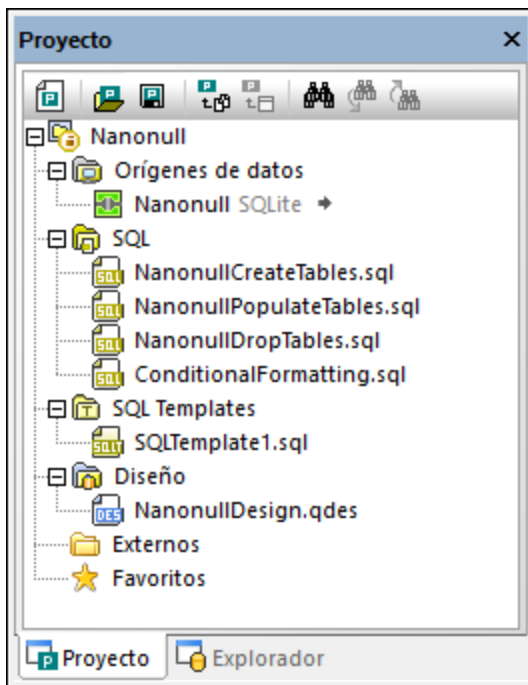 Proyecto
Nanonull
Orígenes de datos
Nanonull SQLite
SQL
NanonullCreateTables.sql
NanonullPopulateTables.sql
NanonullDropTables.sql
ConditionalFormatting.sql
SQL Templates
SQLTemplate1.sql
Diseño
NanonullDesign.qdes
Externos
Favoritos
Proyecto Explorador